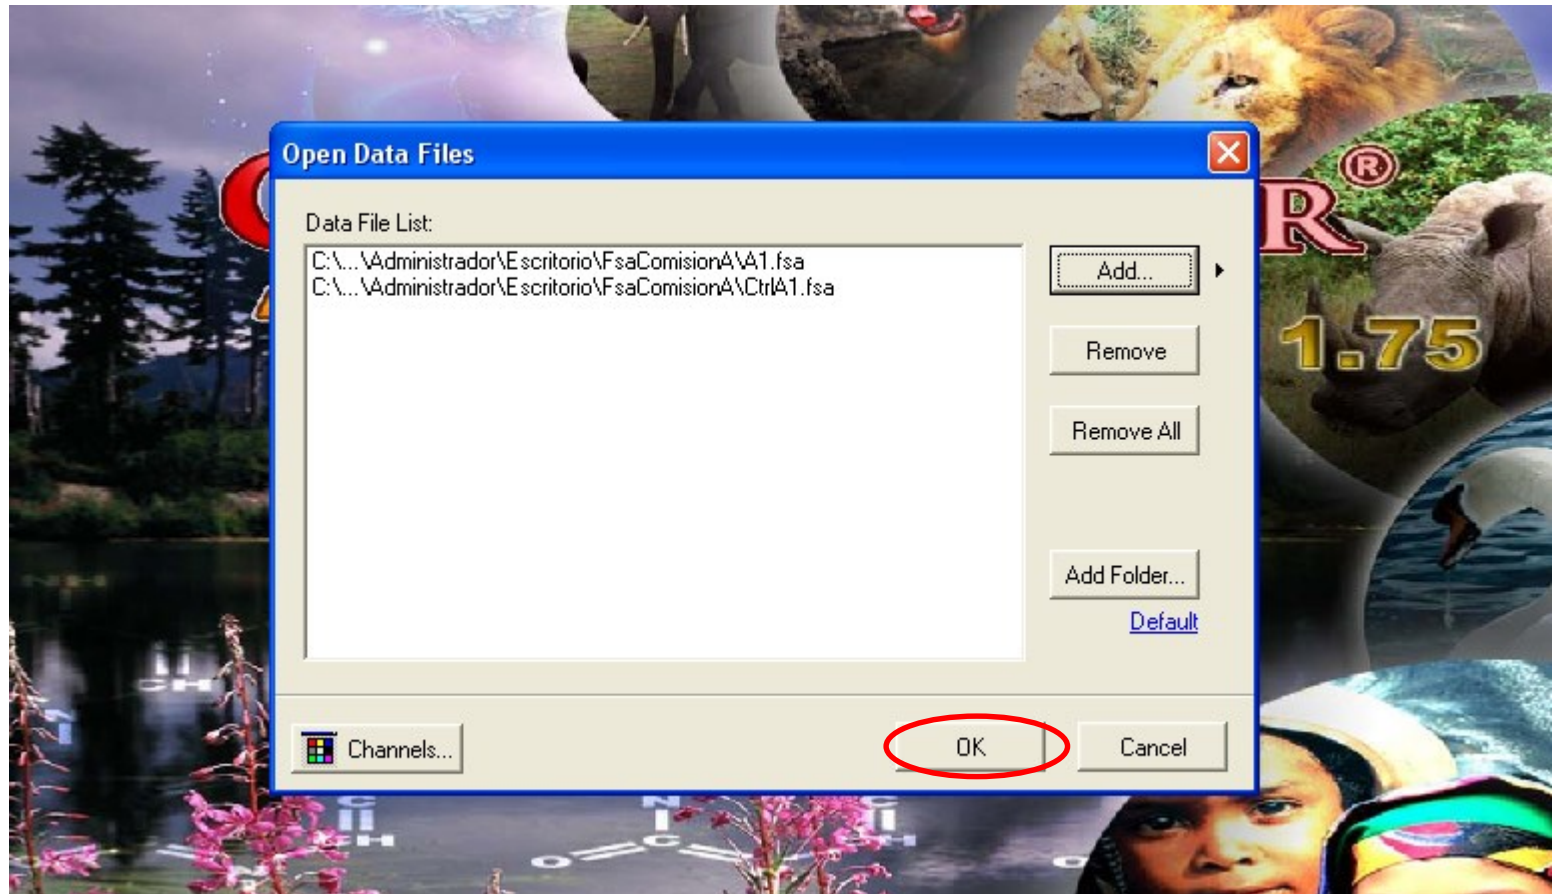 Open Data Files
R®
Data File List:
C:\...\Administrador\Escritorio\FsaComisionA\A1.fsa
C:\...\Administrador\Escritorio\FsaComisionA\CtrlA1.fsa
Add...
Remove
1.75
Remove All
Add Folder...
Default
Channels...
OK
Cancel